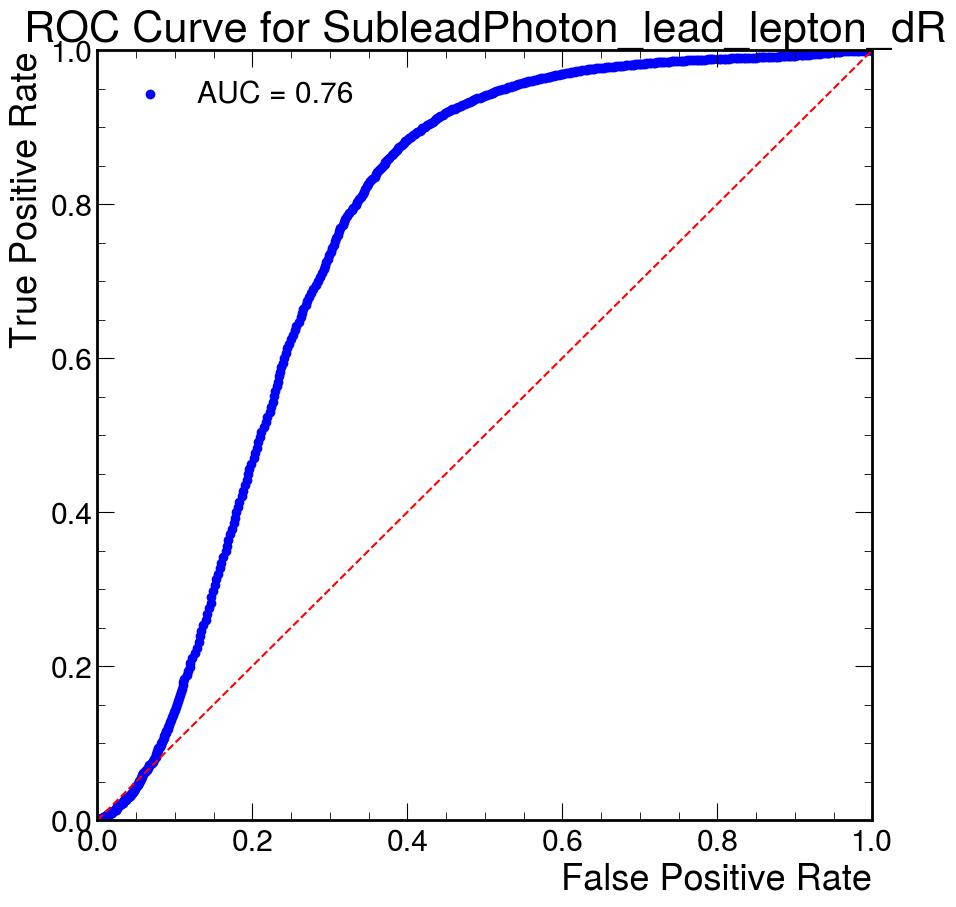 ROC Curve for SubleadPhoton_lead_lepton_dR
True Positive Rate
AUC = 0.76
1.0
0.8
0.6
0.4
0.2
0.0
0.0 0.2 0.4 0.6 0.8 1.0
False Positive Rate